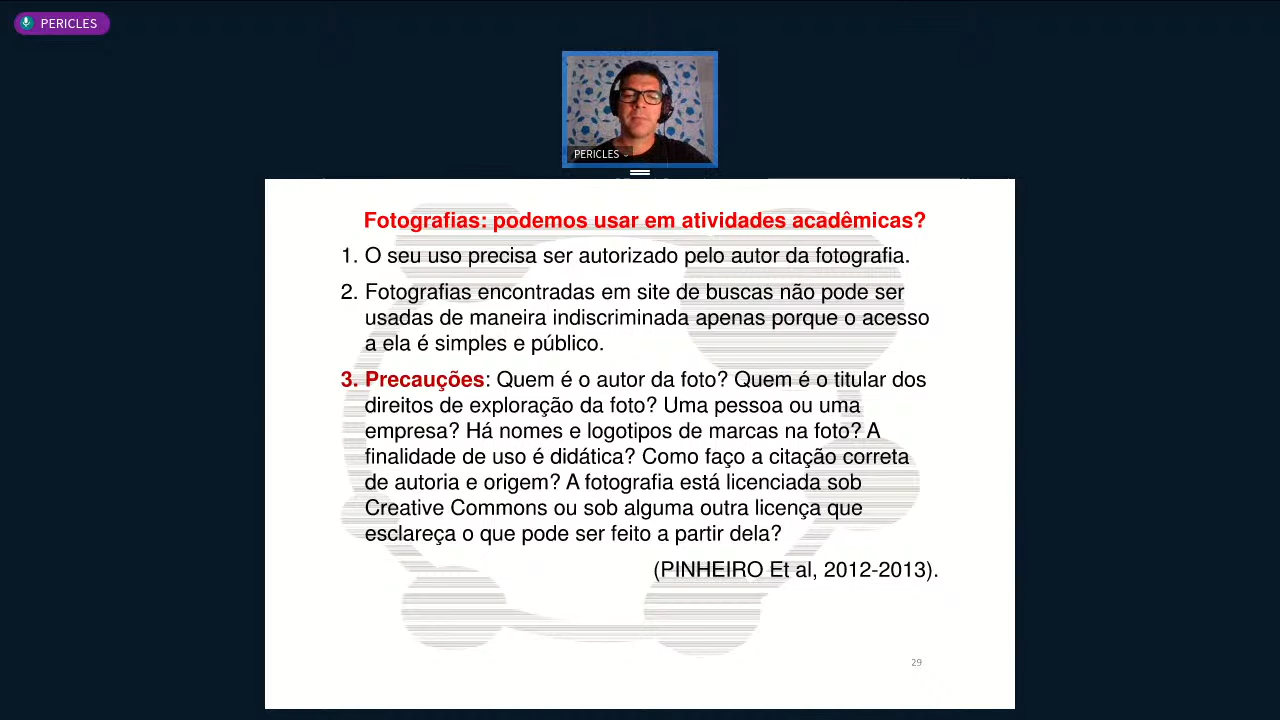 PERICLES
PERICLES
Fotografias: podemos usar em atividades acadêmicas?
1. O seu uso precisa ser autorizado pelo autor da fotografia.
2. Fotografias encontradas em site de buscas não pode ser
usadas de maneira indiscriminada apenas porque o acesso
a ela é simples e público.
3. Precauções: Quem é o autor da foto? Quem é o titular dos
direitos de exploração da foto? Uma pessoa ou uma
empresa? Há nomes e logotipos de marcas na foto? A
finalidade de uso é didática? Como faço a citação correta
de autoria e origem? A fotografia está licenciada sob
Creative Commons ou sob alguma outra licença que
esclareça o que pode ser feito a partir dela?
(PINHEIRO Et al, 2012-2013).
29